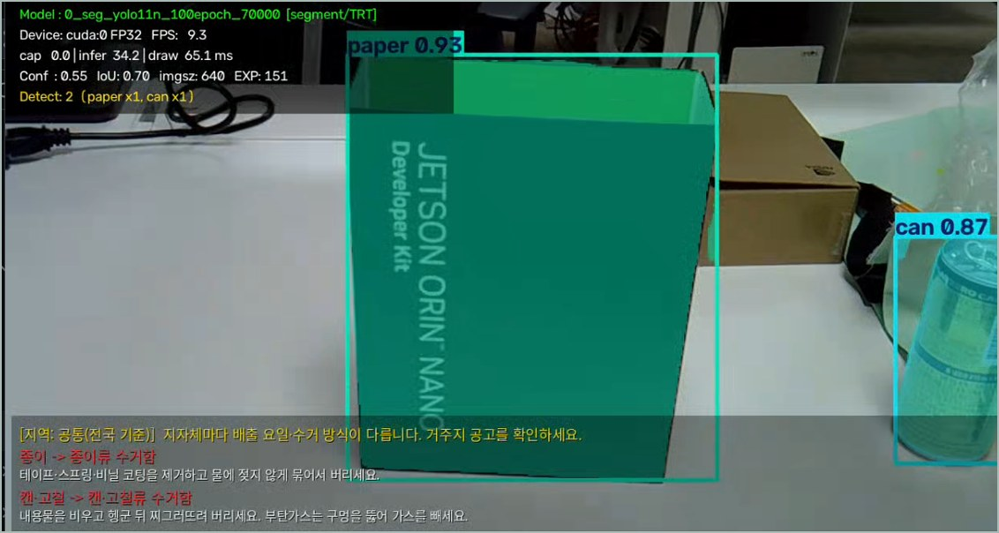 Model : 0_seg_yolo11n_100epoch_70000 [segment/TRT]
Device: cuda:0 FP32 FPS: 9.3
cap 0.0 | infer 34.2 | draw 65.1 ms
Conf : 0.55 IoU: 0.70 imgsz: 640 EXP: 151
Detect: 2 (paper x1, can x1)
paper 0.93
JETSON ORIN™ NANO
Developer Kit
can 0.87
[지역: 공통(전국 기준)] 지자체마다 배출 요일·수거 방식이 다릅니다. 거주지 공고를 확인하세요.
종이 -> 종이류 수거함
테이프·스프링·비닐 코팅을 제거하고 물에 젖지 않게 묶어서 버리세요.
캔·고철 -> 캔·고철류 수거함
내용물을 비우고 헹군 뒤 찌그러뜨려 버리세요. 부탄가스는 구멍을 뚫어 가스를 빼세요.